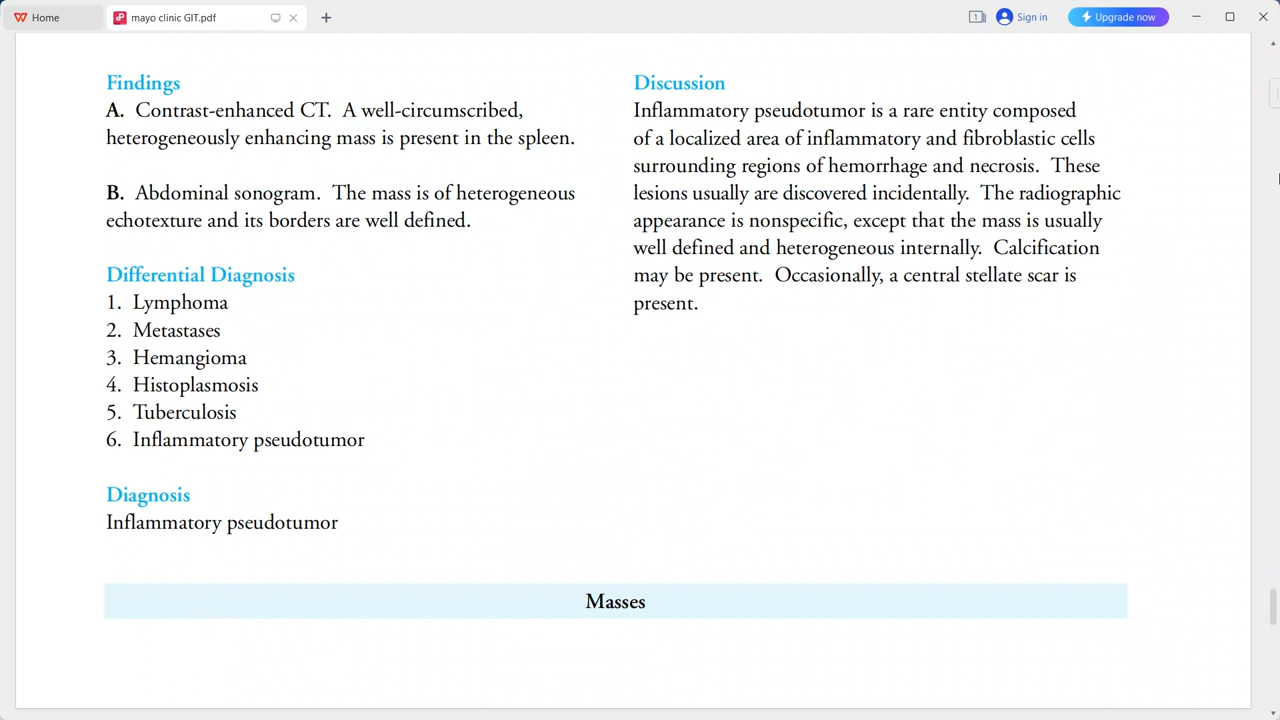 Home
mayo clinic GIT.pdf
1
Sign in
Upgrade now
Findings
A. Contrast-enhanced CT. A well-circumscribed,
heterogeneously enhancing mass is present in the spleen.
B. Abdominal sonogram. The mass is of heterogeneous
echotexture and its borders are well defined.
Differential Diagnosis
1. Lymphoma
2. Metastases
3. Hemangioma
4. Histoplasmosis
5. Tuberculosis
6. Inflammatory pseudotumor
Diagnosis
Inflammatory pseudotumor
Discussion
Inflammatory pseudotumor is a rare entity composed
of a localized area of inflammatory and fibroblastic cells
surrounding regions of hemorrhage and necrosis. These
lesions usually are discovered incidentally. The radiographic
appearance is nonspecific, except that the mass is usually
well defined and heterogeneous internally. Calcification
may be present. Occasionally, a central stellate scar is
present.
Masses